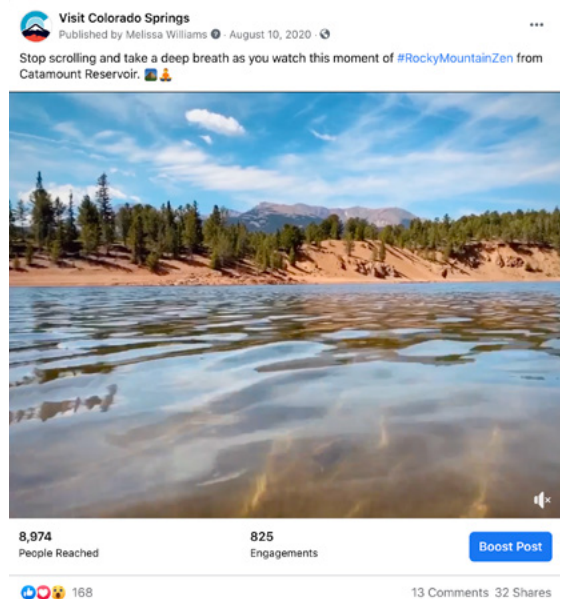 Visit Colorado Springs
Published by Melissa Williams · August 10, 2020 ·
Stop scrolling and take a deep breath as you watch this moment of #RockyMountainZen from
Catamount Reservoir.
8,974
People Reached
825
Engagements
Boost Post
168
13 Comments 32 Shares